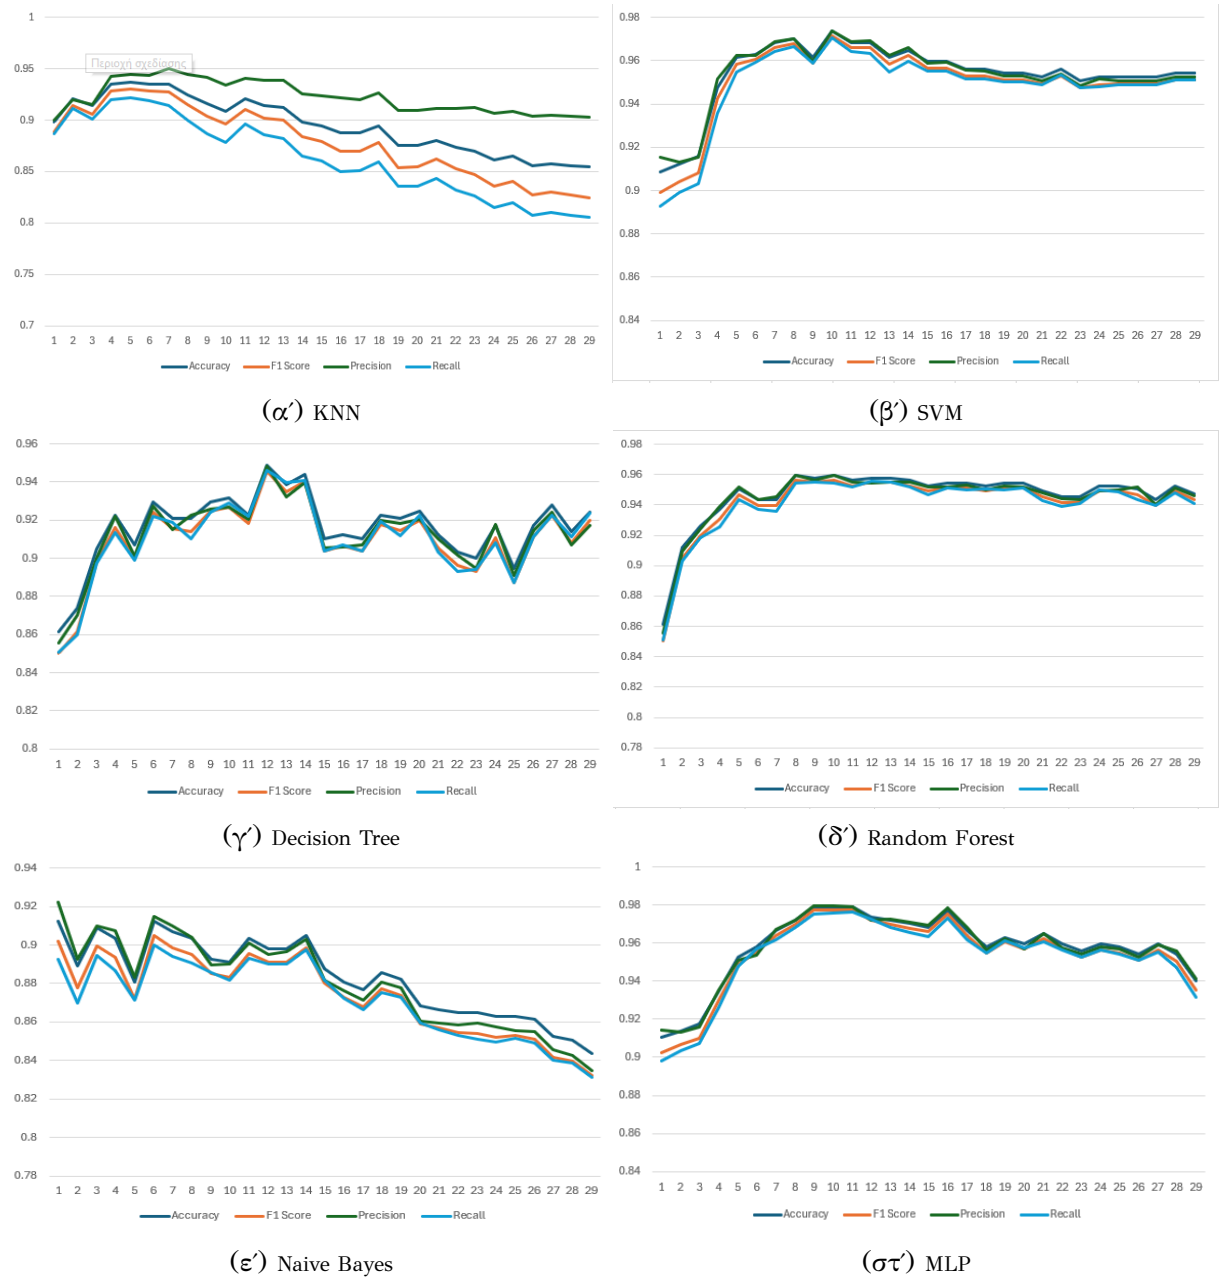 1
0.95
0.9
0.85
0.8
0.75
0.7
Περιοχή σχεδίασης
1 2 3 4 5 6 7 8 9 10 11 12 13 14 15 16 17 18 19 20 21 22 23 24 25 26 27 28 29
Accuracy F1 Score Precision Recall
(α΄) KNN
0.98
0.96
0.94
0.92
0.9
0.88
0.86
0.84
1 2 3 4 5 6 7 8 9 10 11 12 13 14 15 16 17 18 19 20 21 22 23 24 25 26 27 28 29
Accuracy F1 Score Precision Recall
(β΄) SVM
0.96
0.94
0.92
0.9
0.88
0.86
0.84
0.82
0.8
1 2 3 4 5 6 7 8 9 10 11 12 13 14 15 16 17 18 19 20 21 22 23 24 25 26 27 28 29
Accuracy F1 Score Precision Recall
(γ΄) Decision Tree
0.98
0.96
0.94
0.92
0.9
0.88
0.86
0.84
0.82
0.8
0.78
1 2 3 4 5 6 7 8 9 10 11 12 13 14 15 16 17 18 19 20 21 22 23 24 25 26 27 28 29
Accuracy F1 Score Precision Recall
(δ΄) Random Forest
0.94
0.92
0.9
0.88
0.86
0.84
0.82
0.8
0.78
1 2 3 4 5 6 7 8 9 10 11 12 13 14 15 16 17 18 19 20 21 22 23 24 25 26 27 28 29
Accuracy F1 Score Precision Recall
(ε΄) Naive Bayes
1
0.98
0.96
0.94
0.92
0.9
0.88
0.86
0.84
1 2 3 4 5 6 7 8 9 10 11 12 13 14 15 16 17 18 19 20 21 22 23 24 25 26 27 28 29
Accuracy F1 Score Precision Recall
(στ΄) MLP